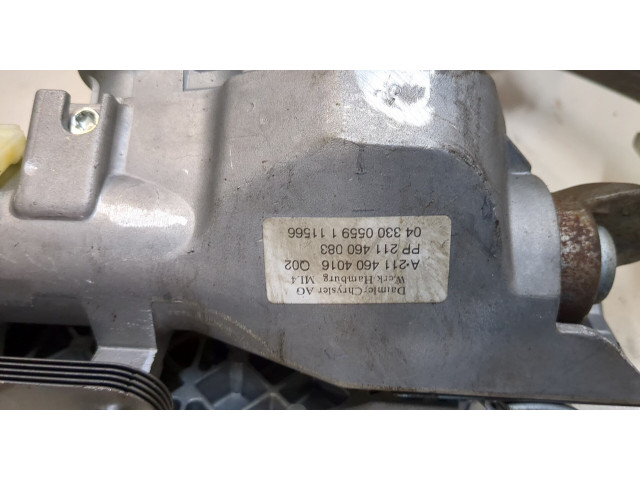 DaimlerChrysler AG
Werk Hamburg ML4
A-211 460 4016 Q02
PP 211 460 083
04 330 0559 1 11566